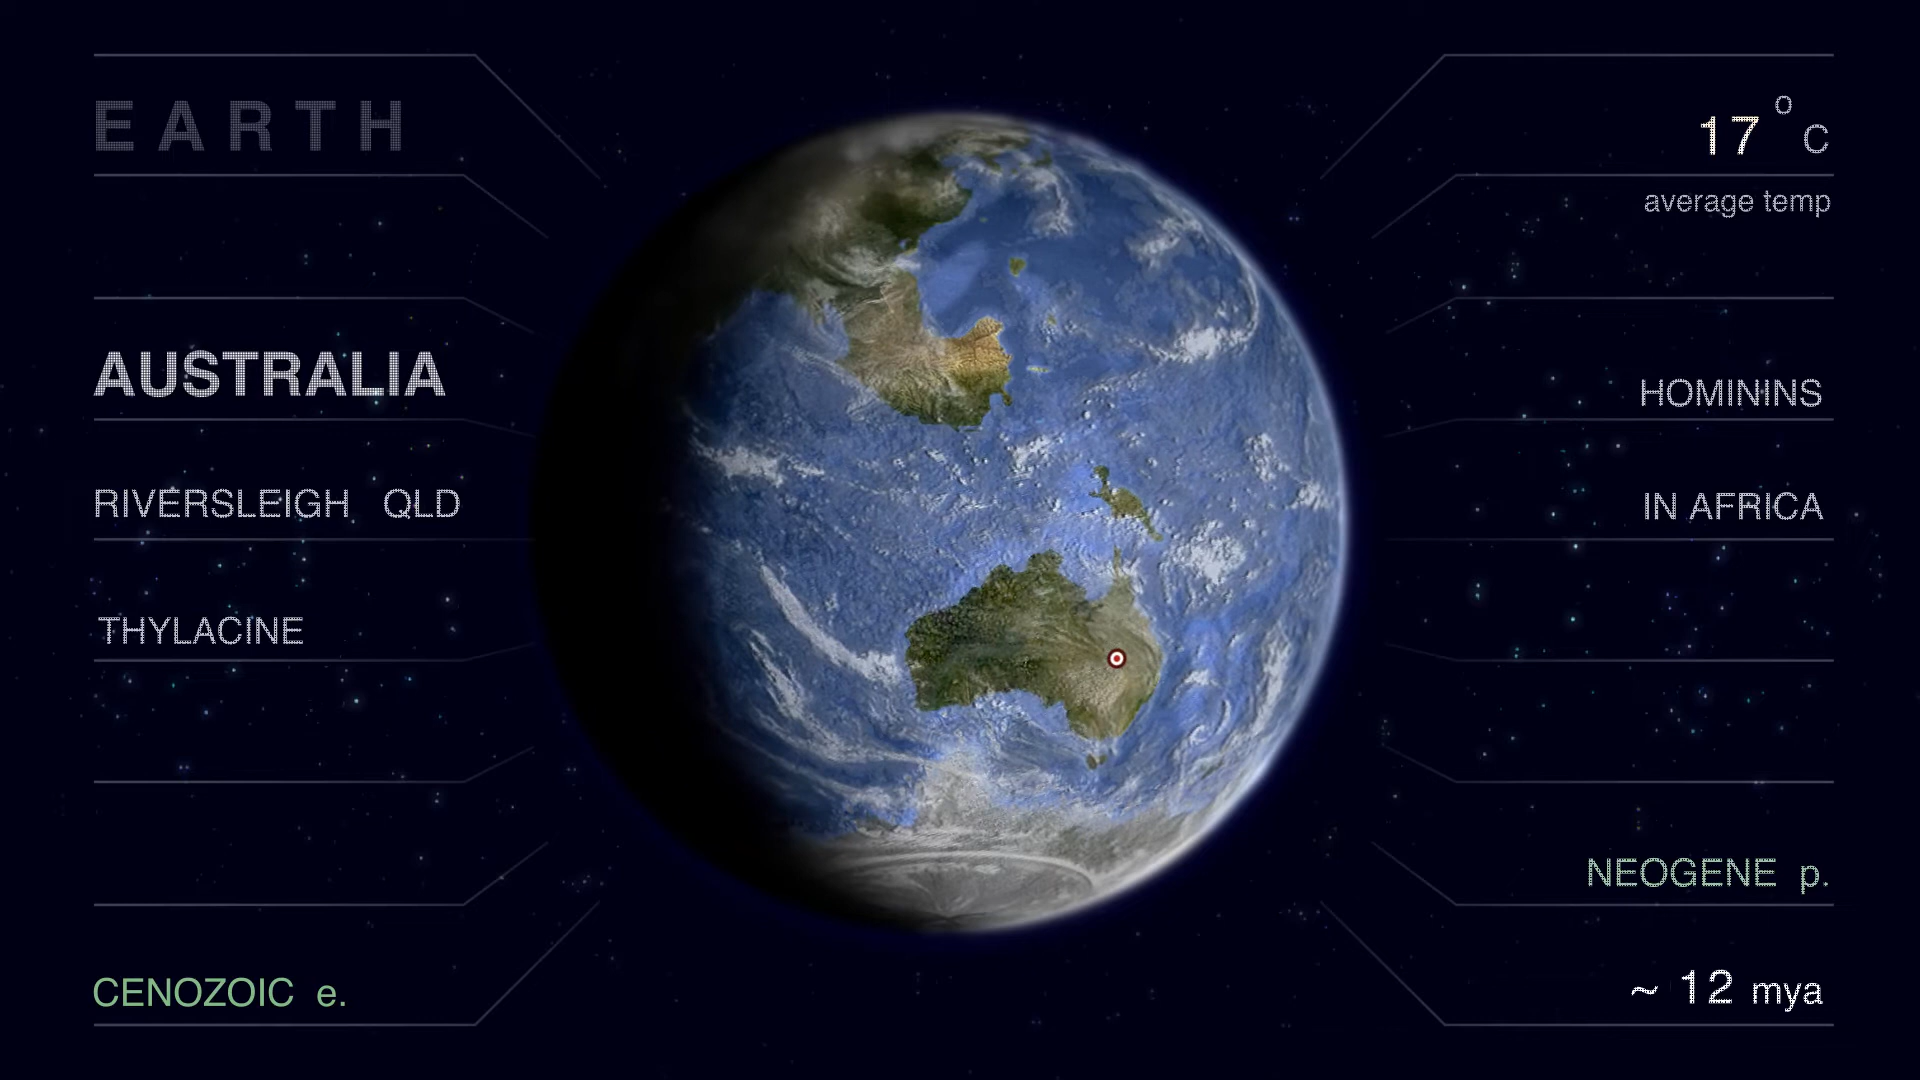 EARTH
AUSTRALIA
RIVERSLEIGH QLD
THYLACINE
CENOZOIC e.
17 °C
average temp
HOMININS
IN AFRICA
NEOGENE p.
~ 12 mya